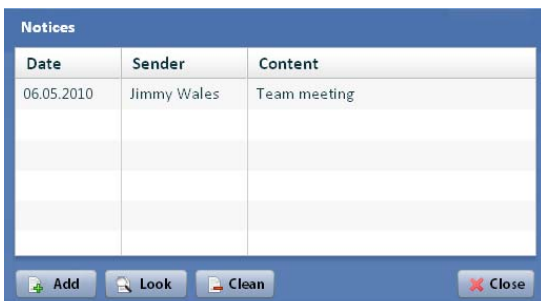 Notices
Date Sender Content
06.05.2010 Jimmy Wales Team meeting
Add Look Clean Close